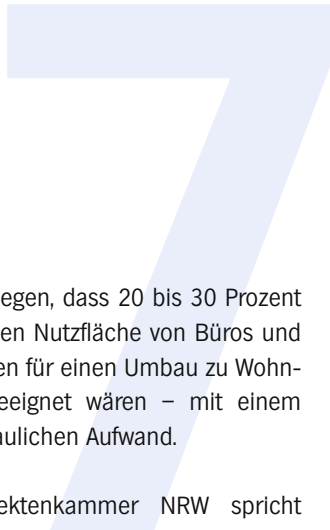 7
egen, dass 20 bis 30 Prozent
en Nutzfläche von Büros und
en für einen Umbau zu Wohn-
eeignet wären – mit einem
aulichen Aufwand.
ektenkammer NRW spricht